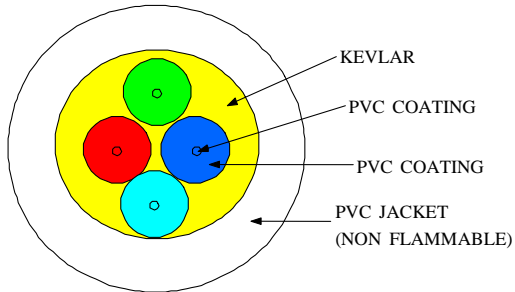 KEVLAR
PVC COATING
PVC COATING
PVC JACKET
(NON FLAMMABLE)